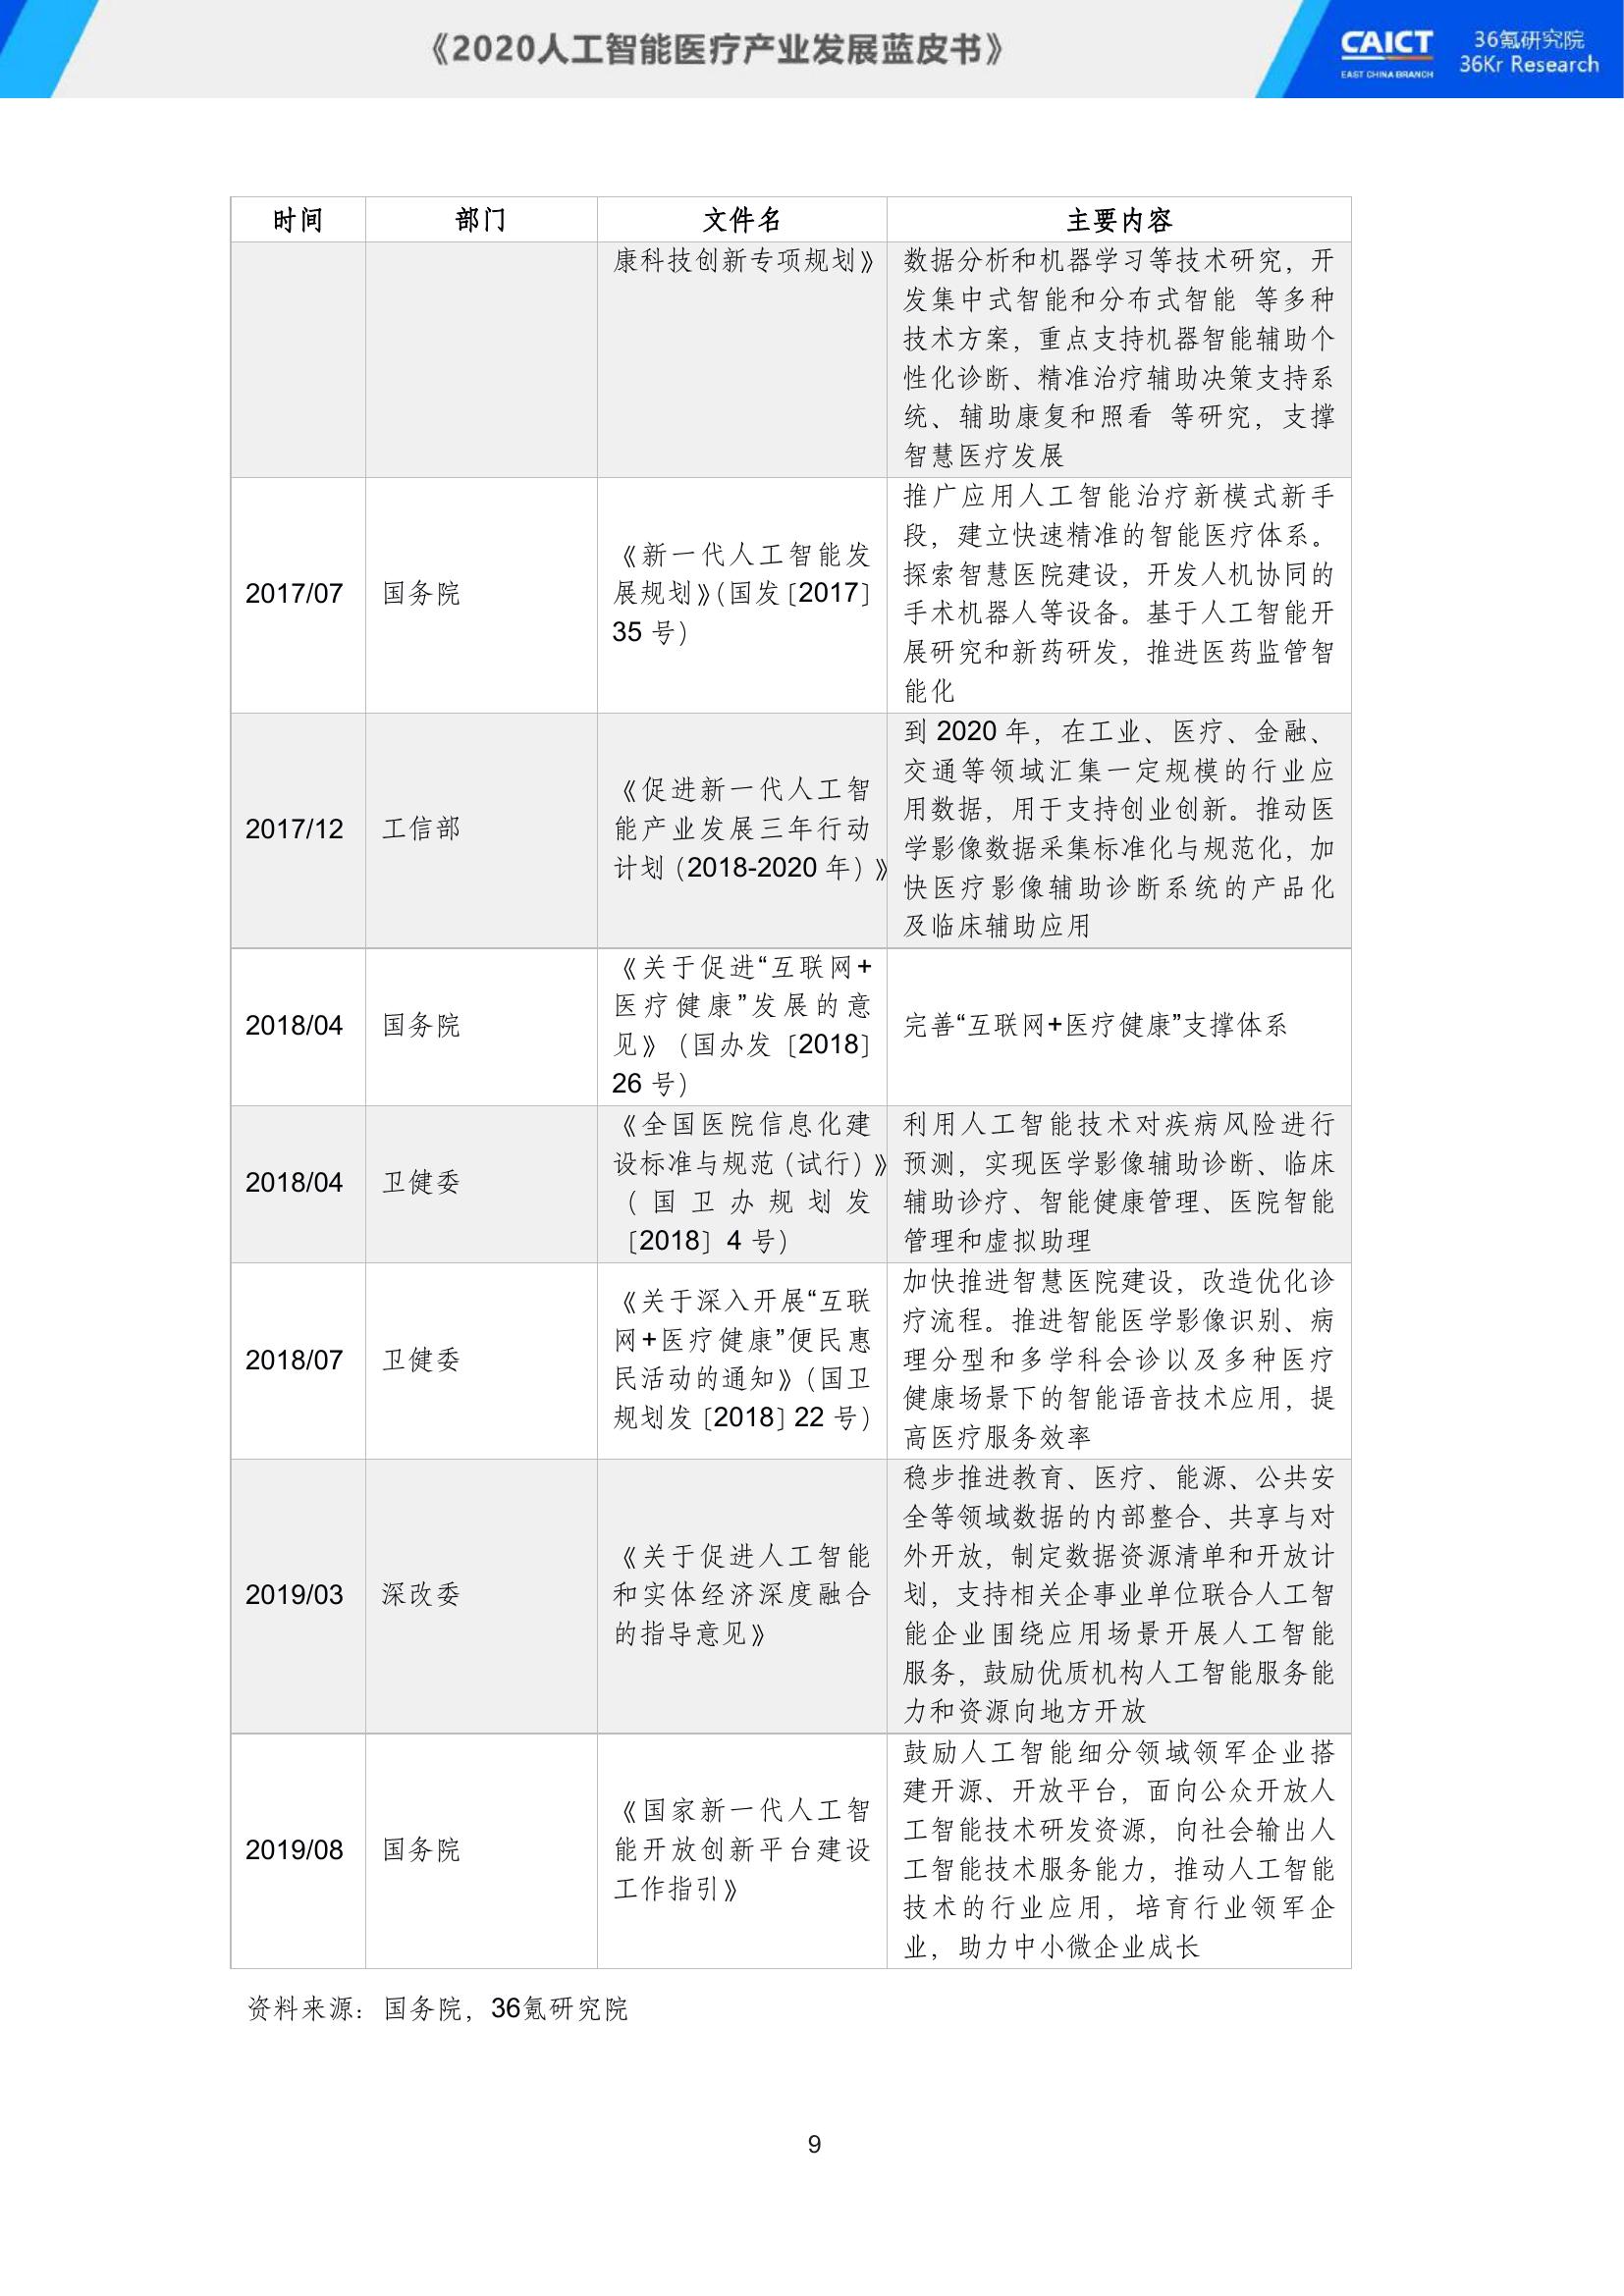 《2020人工智能医疗产业发展蓝皮书》
CAICT
EAST CHINA BRANCH
36氪研究院
36Kr Research
时间 部门 文件名 主要内容
康科技创新专项规划》
数据分析和机器学习等技术研究，开
发集中式智能和分布式智能 等多种
技术方案，重点支持机器智能辅助个
性化诊断、精准治疗辅助决策支持系
统、辅助康复和照看 等研究，支撑
智慧医疗发展
2017/07
国务院
《新一代人工智能发
展规划》（国发〔2017〕
35 号）
推广应用人工智能治疗新模式新手
段，建立快速精准的智能医疗体系。
探索智慧医院建设，开发人机协同的
手术机器人等设备。基于人工智能开
展研究和新药研发，推进医药监管智
能化
2017/12
工信部
《促进新一代人工智
能产业发展三年行动
计划（2018-2020 年）》
到 2020 年，在工业、医疗、金融、
交通等领域汇集一定规模的行业应
用数据，用于支持创业创新。推动医
学影像数据采集标准化与规范化，加
快医疗影像辅助诊断系统的产品化
及临床辅助应用
2018/04
国务院
《关于促进“互联网+
医疗健康”发展的意
见》（国办发〔2018〕
26 号）
完善“互联网+医疗健康”支撑体系
2018/04
卫健委
《全国医院信息化建
设标准与规范（试行）》
（国卫办规划发
〔2018〕4 号）
利用人工智能技术对疾病风险进行
预测，实现医学影像辅助诊断、临床
辅助诊疗、智能健康管理、医院智能
管理和虚拟助理
2018/07
卫健委
《关于深入开展“互联
网+医疗健康”便民惠
民活动的通知》（国卫
规划发〔2018〕22 号）
加快推进智慧医院建设，改造优化诊
疗流程。推进智能医学影像识别、病
理分型和多学科会诊以及多种医疗
健康场景下的智能语音技术应用，提
高医疗服务效率
2019/03
深改委
《关于促进人工智能
和实体经济深度融合
的指导意见》
稳步推进教育、医疗、能源、公共安
全等领域数据的内部整合、共享与对
外开放，制定数据资源清单和开放计
划，支持相关企事业单位联合人工智
能企业围绕应用场景开展人工智能
服务，鼓励优质机构人工智能服务能
力和资源向地方开放
2019/08
国务院
《国家新一代人工智
能开放创新平台建设
工作指引》
鼓励人工智能细分领域领军企业搭
建开源、开放平台，面向公众开放人
工智能技术研发资源，向社会输出人
工智能技术服务能力，推动人工智能
技术的行业应用，培育行业领军企
业，助力中小微企业成长
资料来源：国务院，36氪研究院
9